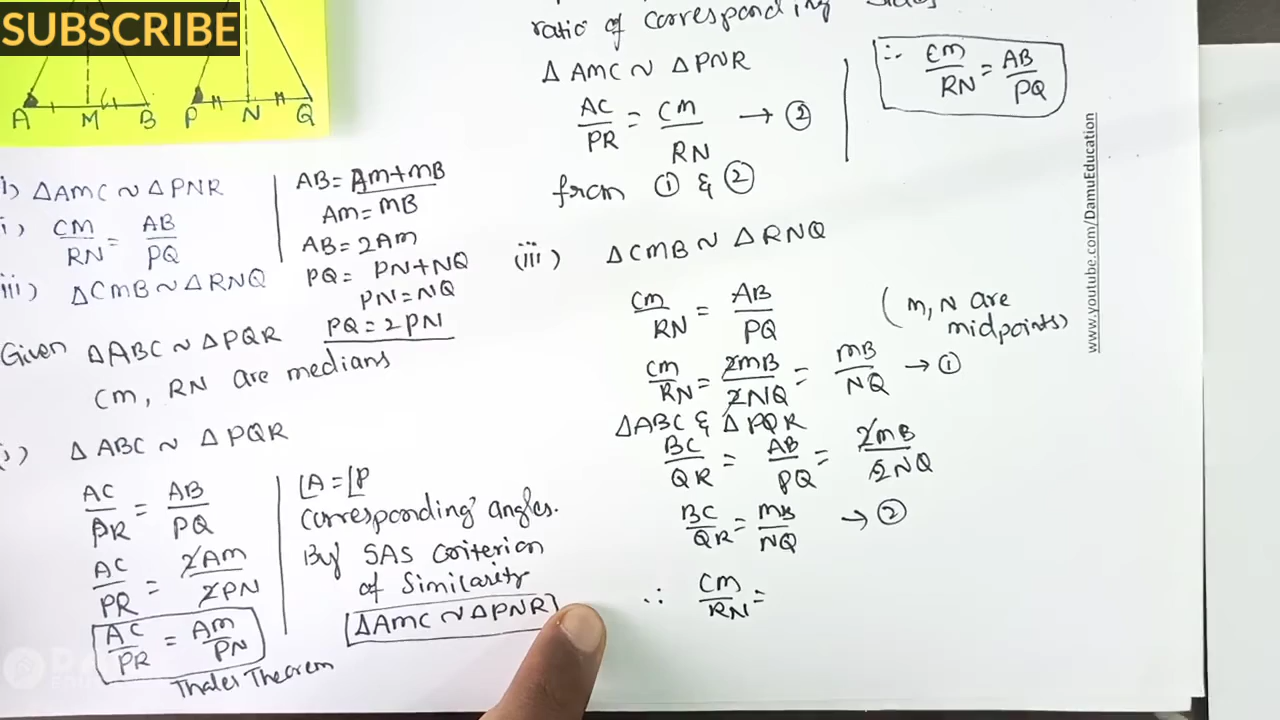 SUBSCRIBE
A M B P N Q
i) △AMC ~ △PNR
i) CM/RN = AB/PQ
iii) △CMB ~ △RNQ
Given △ABC ~ △PQR
CM, RN are medians
AB = AM+MB
AM = MB
AB = 2AM
PQ = PN+NQ
PN = NQ
PQ = 2PN
i) △ABC ~ △PQR
AC/PR = AB/PQ
AC/PR = 2AM/2PN
AC/PR = AM/PN
Thales Theorem
∠A = ∠P
Corresponding angles.
By SAS Criterion
of Similarity
△AMC ~ △PNR
ratio of corresponding sides
△AMC ~ △PNR
AC/PR = CM/RN → ②
from ① & ②
∴ CM/RN = AB/PQ
(iii) △CMB ~ △RNQ
CM/RN = AB/PQ
(M, N are
midpoints)
CM/RN = 2MB/2NQ = MB/NQ → ①
△ABC & △PQR
BC/QR = AB/PQ = 2MB/2NQ
BC/QR = MB/NQ → ②
∴ CM/RN =
www.youtube.com/DamuEducation